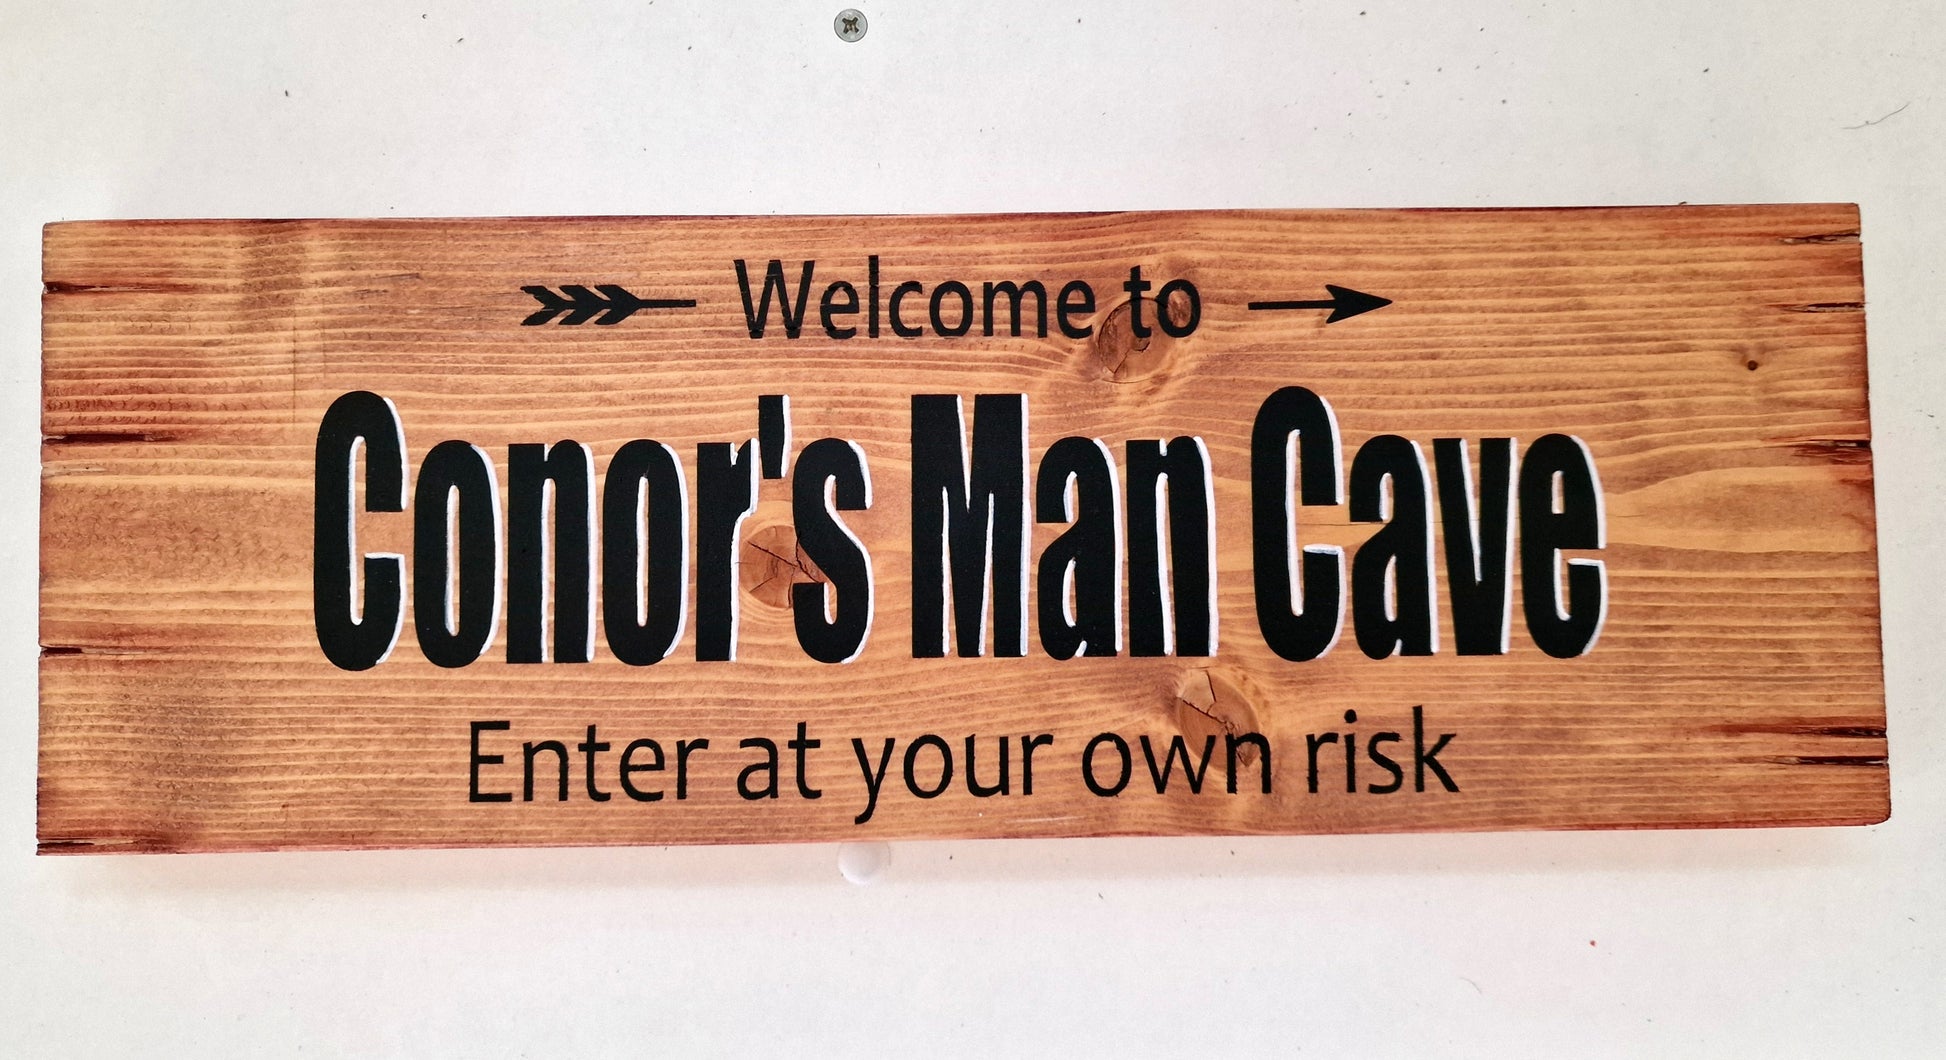 Welcome to
Conor's Man Cave
Enter at your own risk